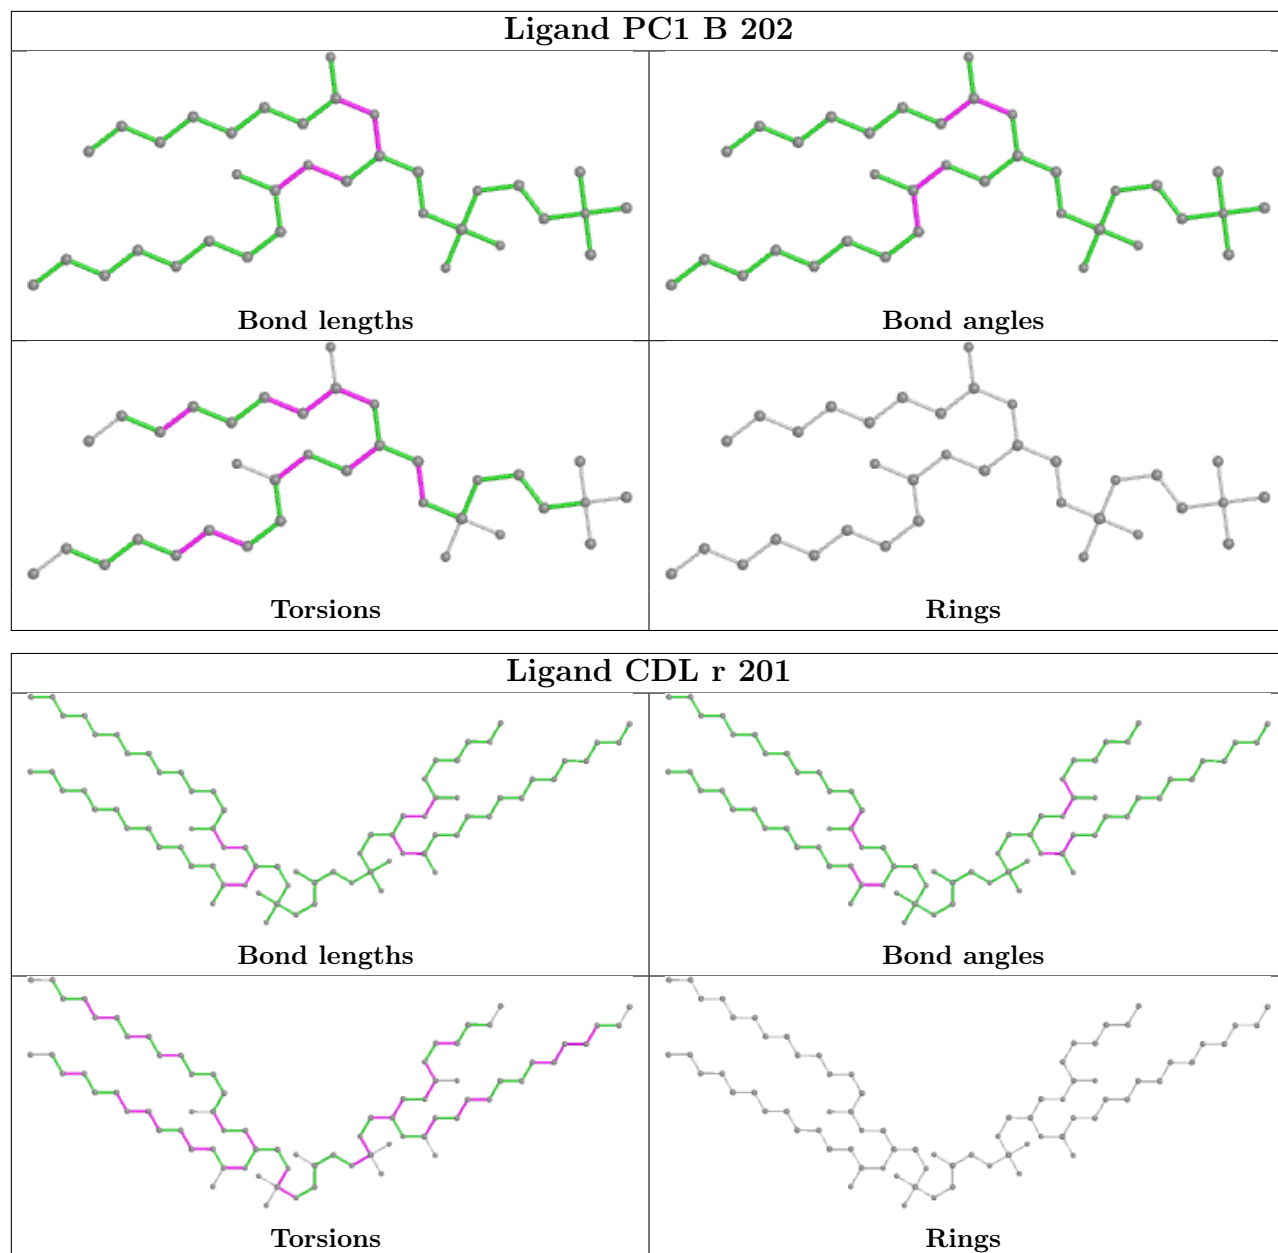 Ligand PC1 B 202
Bond lengths
Bond angles
Torsions
Rings
Ligand CDL r 201
Bond lengths
Bond angles
Torsions
Rings